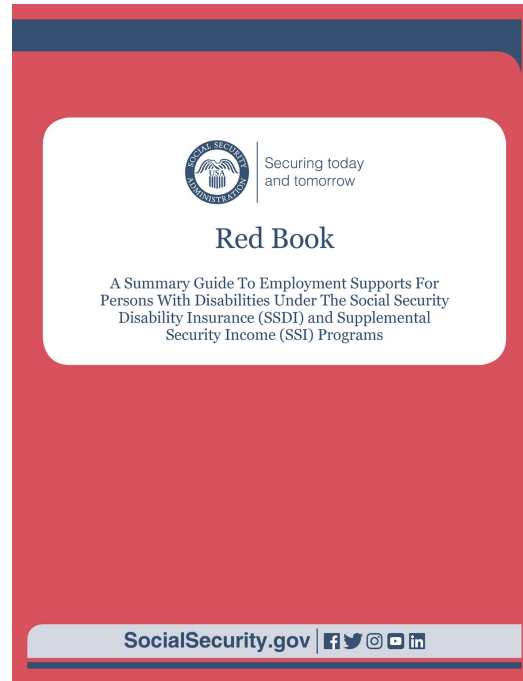 SOCIAL SECURITY ADMINISTRATION
USA
Securing today
and tomorrow
Red Book
A Summary Guide To Employment Supports For
Persons With Disabilities Under The Social Security
Disability Insurance (SSDI) and Supplemental
Security Income (SSI) Programs
SocialSecurity.gov